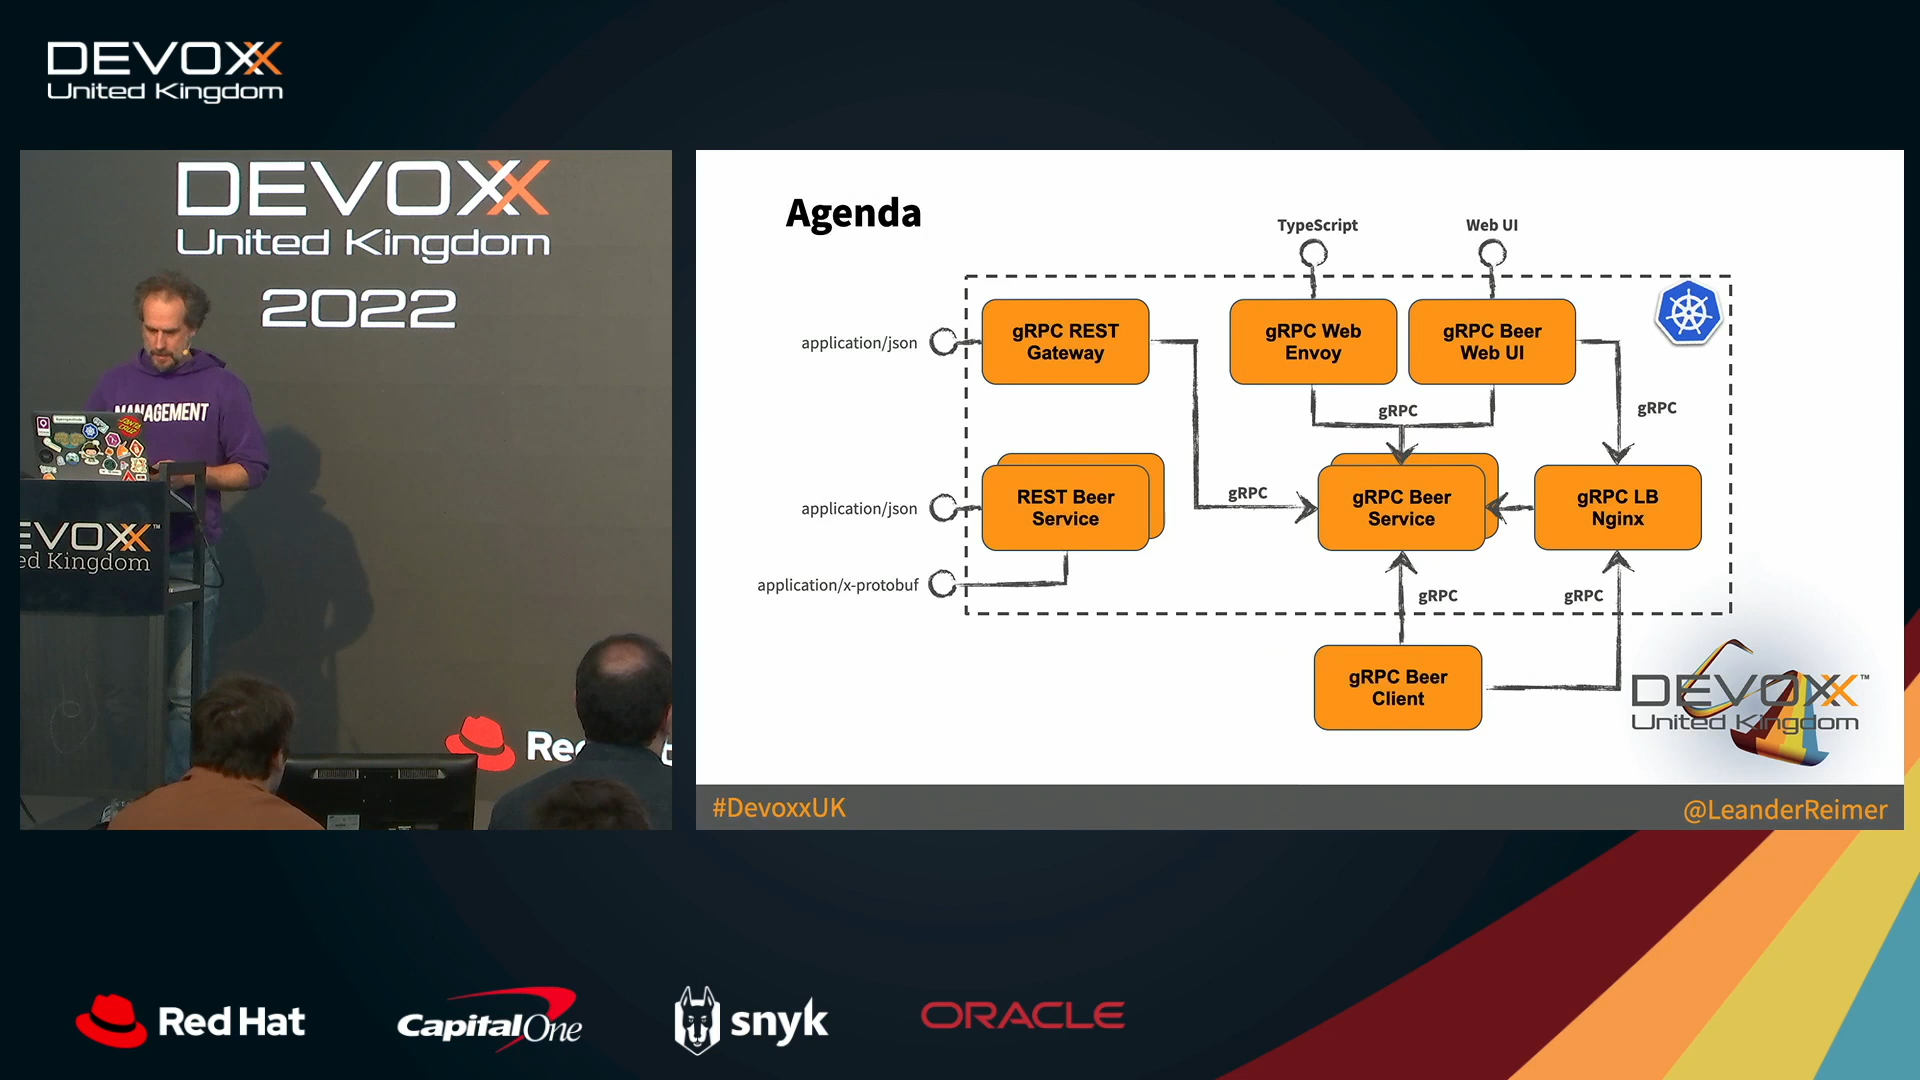 DEVOXX
United Kingdom
DEVOXX
United Kingdom
2022
MANAGEMENT
EVOXX™
ed Kingdom
Red
t
Agenda
TypeScript
Web UI
application/json
gRPC REST
Gateway
gRPC Web
Envoy
gRPC Beer
Web UI
gRPC
gRPC
application/json
REST Beer
Service
gRPC
gRPC Beer
Service
gRPC LB
Nginx
application/x-protobuf
gRPC
gRPC
gRPC Beer
Client
DEVOXX™
United Kingdom
#DevoxxUK
@LeanderReimer
Red Hat
Capital One
snyk
ORACLE